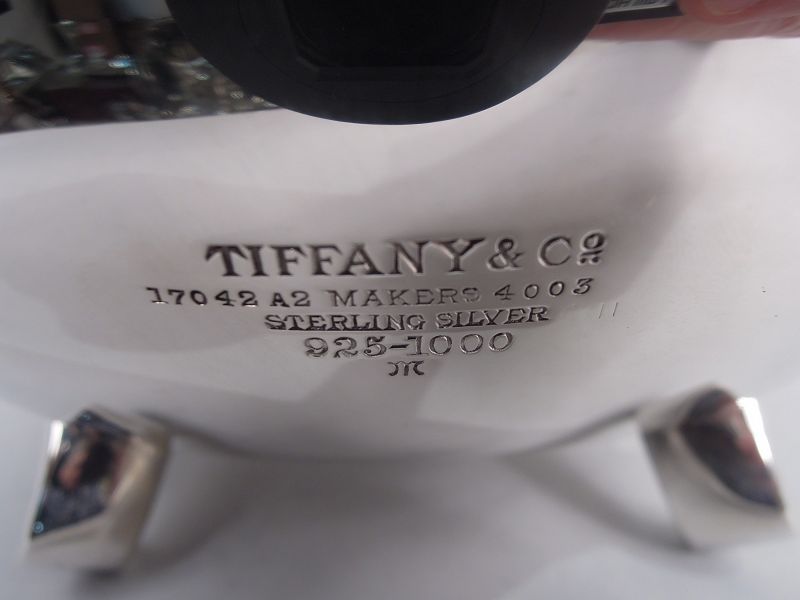 TIFFANY & Co
17042 A2 MAKERS 4003
STERLING SILVER
925-1000
m